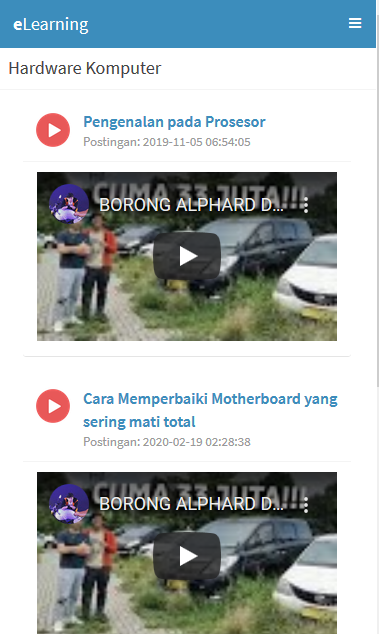 eLearning
Hardware Komputer
Pengenalan pada Prosesor
Postingan: 2019-11-05 06:54:05
CUMA 33 JUTA!!!
BORONG ALPHARD D...
Cara Memperbaiki Motherboard yang
sering mati total
Postingan: 2020-02-19 02:28:38
CUMA 33 JUTA!!!
BORONG ALPHARD D...